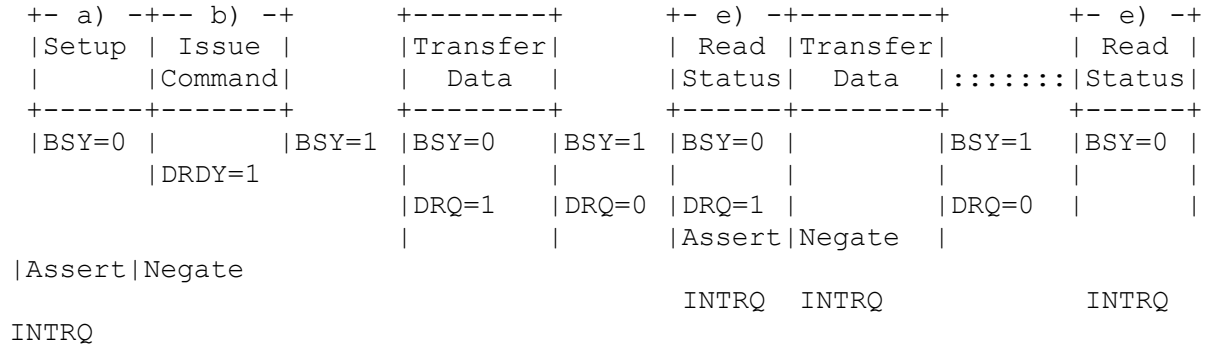 +- a) -+-- b) -+       +--------+       +- e) -+--------+       +- e) -+
|Setup | Issue |       |Transfer|       | Read |Transfer|       | Read |
|      |Command|       |  Data  |       |Status|  Data  |:::::::|Status|
+------+-------+       +--------+       +------+--------+       +------+
|BSY=0 |       |BSY=1  |BSY=0   |BSY=1  |BSY=0 |        |BSY=1  |BSY=0 |
       |DRDY=1         |        |       |      |        |       |      |
                       |DRQ=1   |DRQ=0  |DRQ=1 |        |DRQ=0  |      |
                       |        |       |Assert|Negate  |
|Assert|Negate
                                         INTRQ  INTRQ            INTRQ
INTRQ